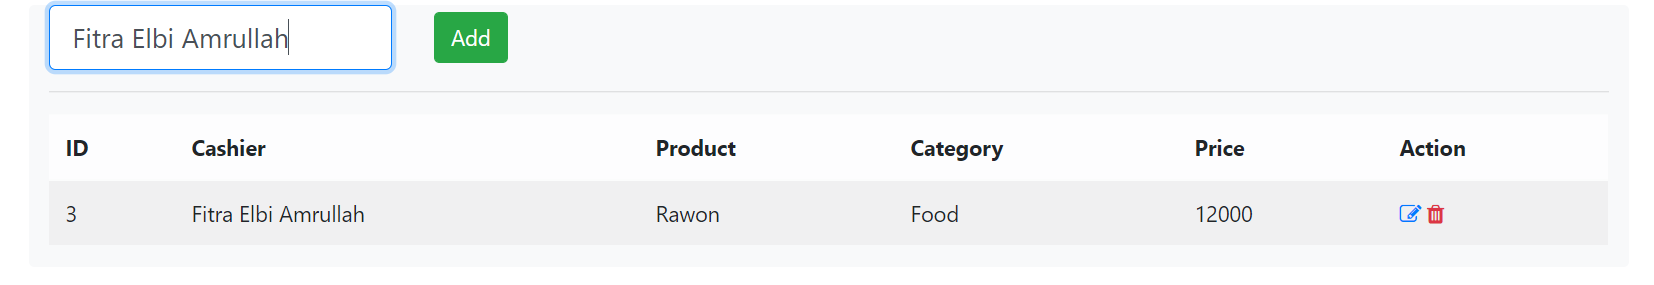 Fitra Elbi Amrullah Add
ID Cashier Product Category Price Action
3 Fitra Elbi Amrullah Rawon Food 12000